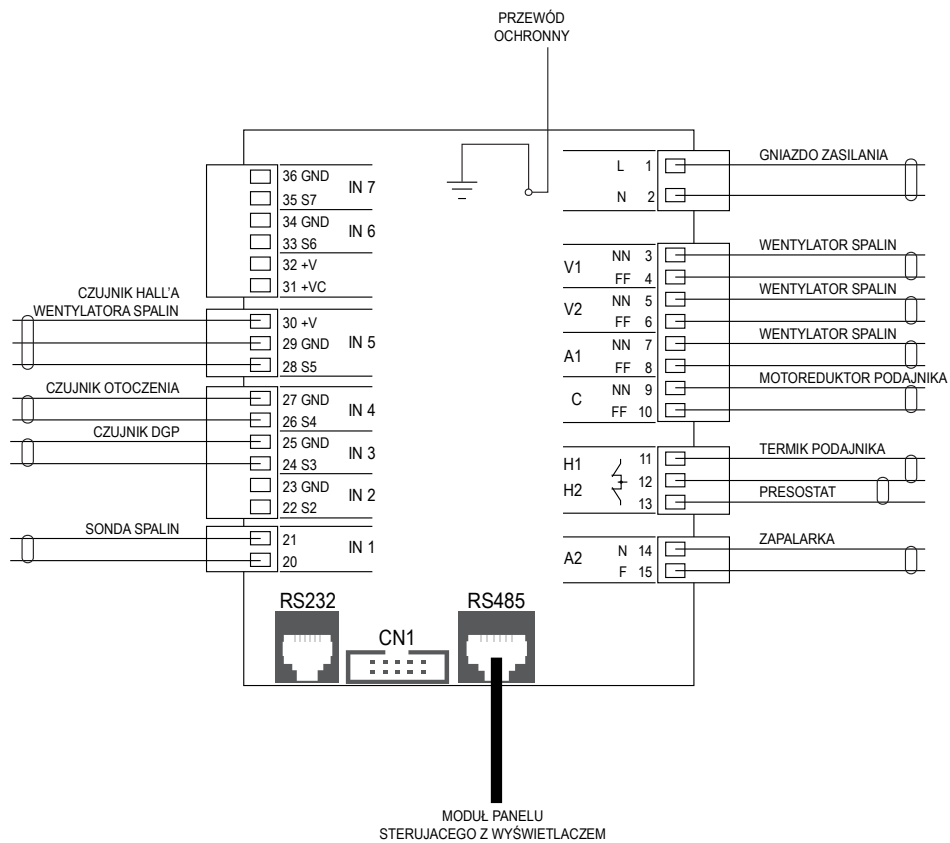 PRZEWÓD
OCHRONNY
36 GND
IN 7
35 S7
34 GND
IN 6
33 S6
32 +V
31 +VC
CZUJNIK HALL'A
WENTYLATORA SPALIN
30 +V
29 GND
IN 5
28 S5
CZUJNIK OTOCZENIA
27 GND
IN 4
26 S4
CZUJNIK DGP
25 GND
IN 3
24 S3
23 GND
IN 2
22 S2
SONDA SPALIN
21
IN 1
20
L 1
GNIAZDO ZASILANIA
N 2
V1
NN 3
WENTYLATOR SPALIN
FF 4
V2
NN 5
WENTYLATOR SPALIN
FF 6
A1
NN 7
WENTYLATOR SPALIN
FF 8
C
NN 9
MOTOREDUKTOR PODAJNIKA
FF 10
H1
11
TERMIK PODAJNIKA
12
H2
13
PRESOSTAT
A2
N 14
ZAPALARKA
F 15
RS232
CN1
RS485
MODUŁ PANELU
STERUJACEGO Z WYŚWIETLACZEM